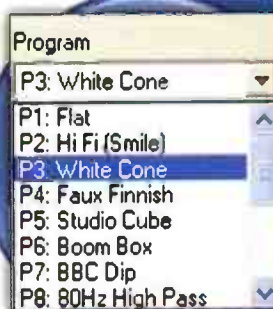 Program
P3: White Cone
P1: Flat
P2: Hi Fi (Smile)
P3: White Cone
P4: Faux Finnish
P5: Studio Cube
P6: Boom Box
P7: BBC Dip
P8: 80Hz High Pass